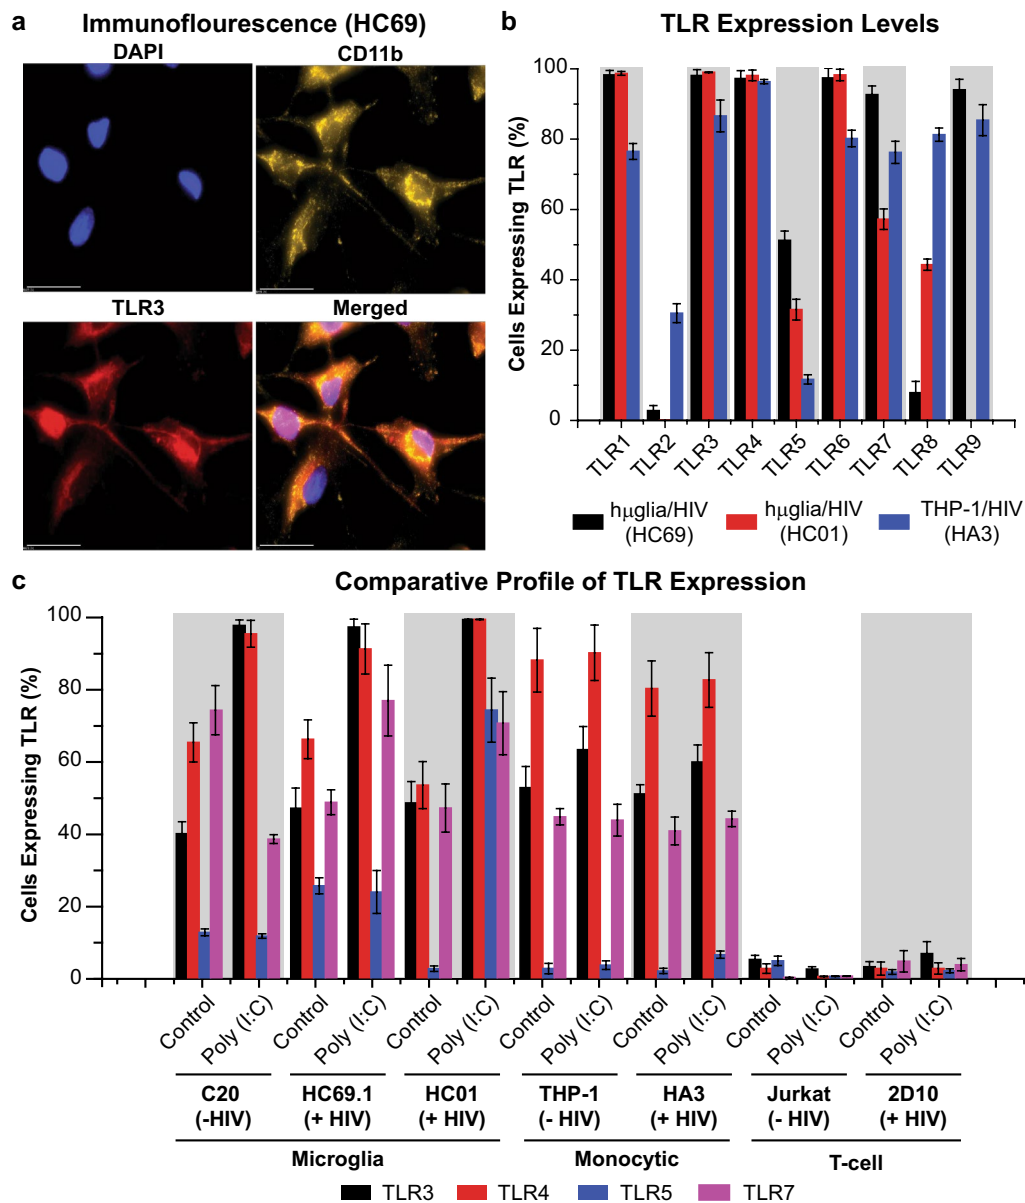 a Immunoflourescence (HC69)
DAPI CD11b
TLR3 Merged
b TLR Expression Levels
Cells Expressing TLR (%)
100
80
60
40
20
0
TLR1 TLR2 TLR3 TLR4 TLR5 TLR6 TLR7 TLR8 TLR9
hµglia/HIV hµglia/HIV THP-1/HIV
(HC69) (HC01) (HA3)
c Comparative Profile of TLR Expression
Cells Expressing TLR (%)
100
80
60
40
20
0
Control Poly (I:C) Control Poly (I:C) Control Poly (I:C) Control Poly (I:C) Control Poly (I:C) Control Poly (I:C) Control Poly (I:C)
C20 HC69.1 HC01 THP-1 HA3 Jurkat 2D10
(-HIV) (+ HIV) (+ HIV) (- HIV) (+ HIV) (- HIV) (+ HIV)
Microglia Monocytic T-cell
TLR3 TLR4 TLR5 TLR7